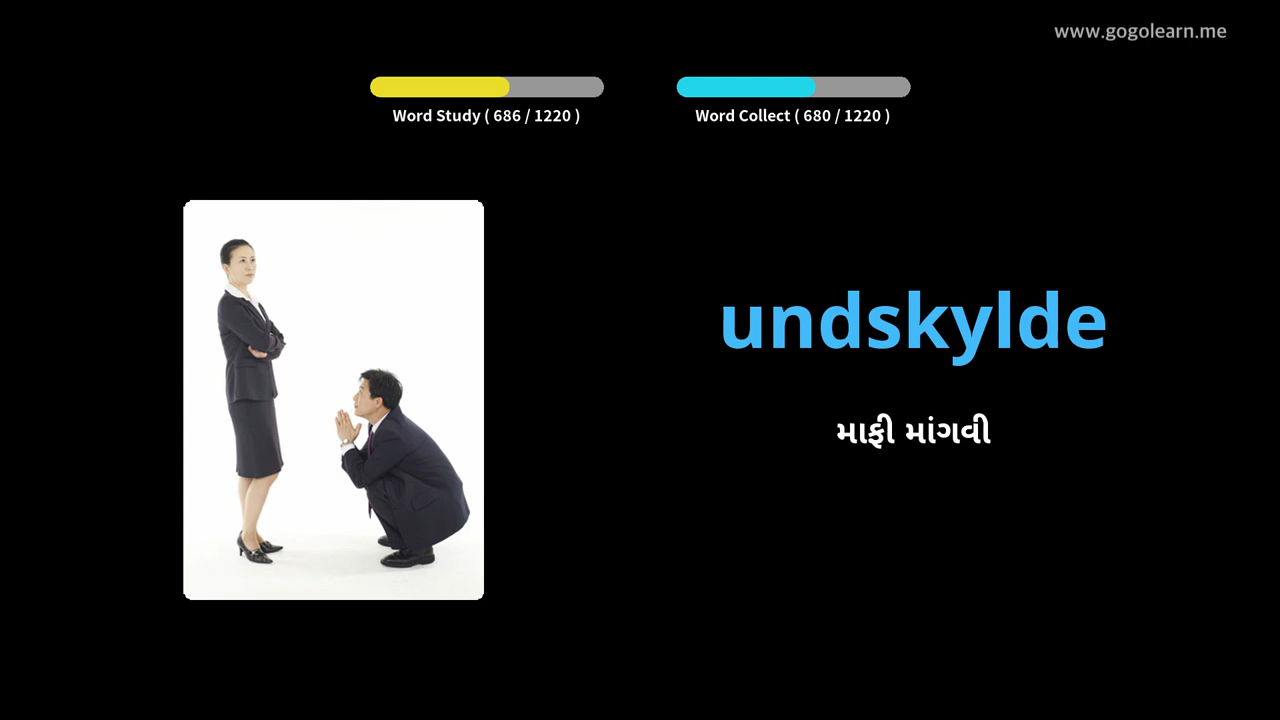 www.gogolearn.me
Word Study ( 686 / 1220 )
Word Collect ( 680 / 1220 )
undskylde
માફી માંગવી